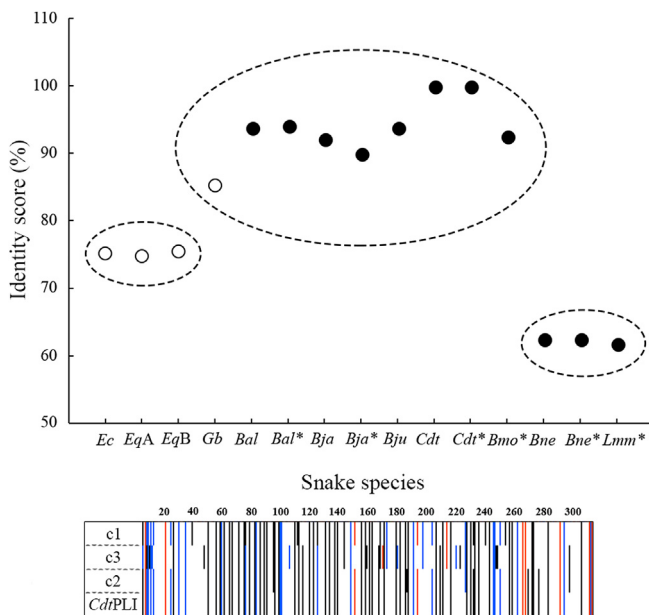 110
100
90
80
70
60
50
Identity score (%)
Ec EqA EqB Gb Bal Bal* Bja Bja* Bju Cdt Cdt* Bmo* Bne Bne* Lmm*
Snake species
20 40 60 80 100 120 140 160 180 200 220 240 260 280 300
c1
c3
c2
CdtPLI